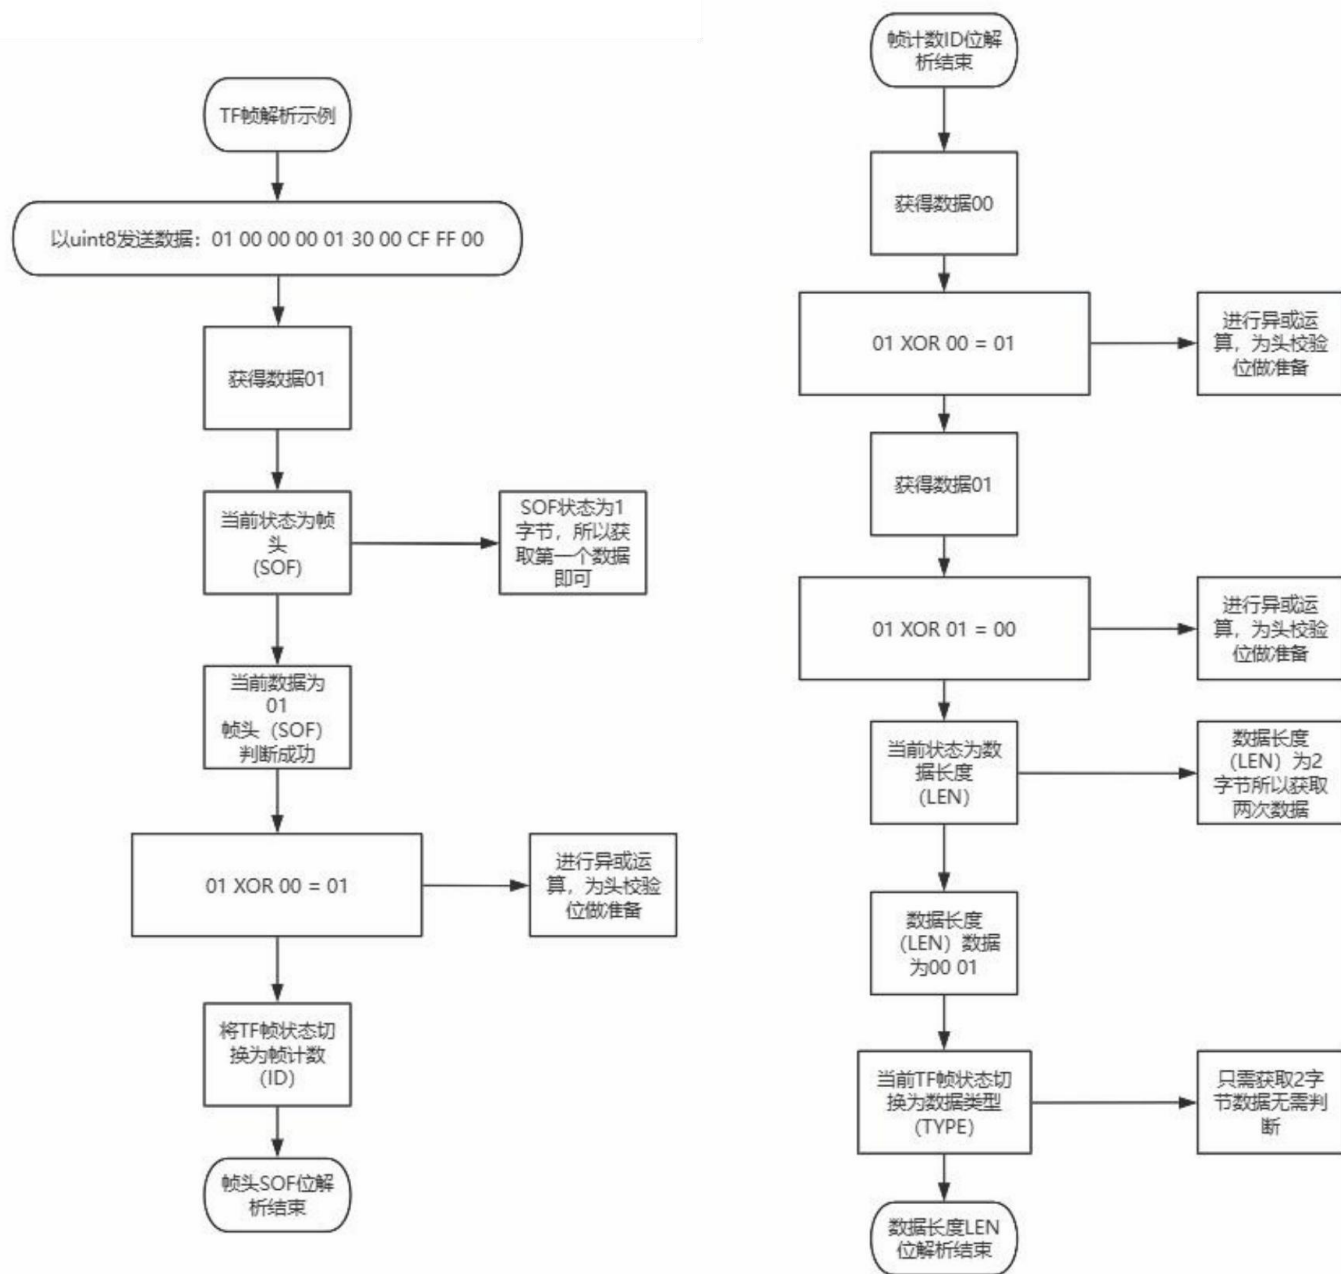 TF帧解析示例
以uint8发送数据：01 00 00 00 01 30 00 CF FF 00
获得数据01
当前状态为帧
头
(SOF)
SOF状态为1
字节，所以获
取第一个数据
即可
当前数据为
01
帧头（SOF）
判断成功
01 XOR 00 = 01
进行异或运
算，为头校验
位做准备
将TF帧状态切
换为帧计数
（ID）
帧头SOF位解
析结束
帧计数ID位解
析结束
获得数据00
01 XOR 00 = 01
进行异或运
算，为头校验
位做准备
获得数据01
01 XOR 01 = 00
进行异或运
算，为头校验
位做准备
当前状态为数
据长度
（LEN）
数据长度
（LEN）为2
字节所以获取
两次数据
数据长度
（LEN）数据
为00 01
当前TF帧状态切
换为数据类型
（TYPE）
只需获取2字
节数据无需判
断
数据长度LEN
位解析结束